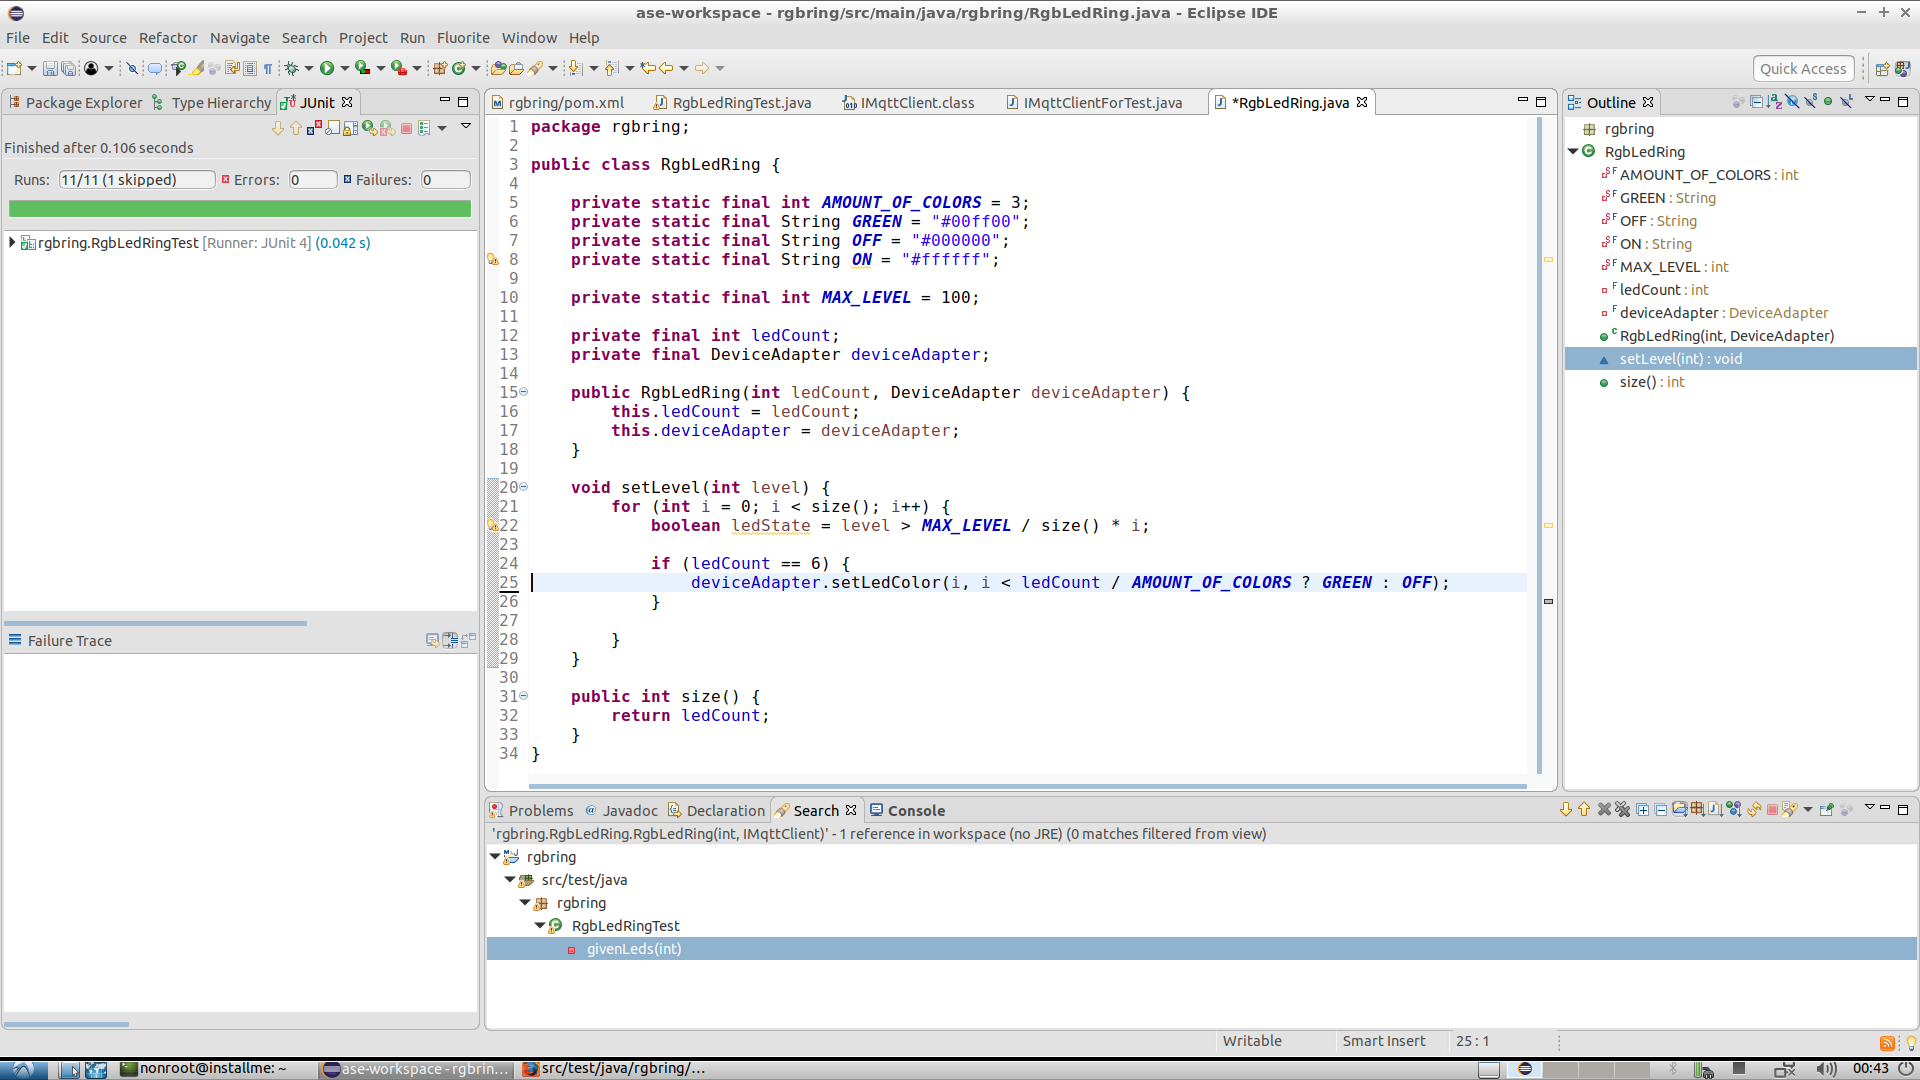 ase-workspace - rgbring/src/main/java/rgbring/RgbLedRing.java - Eclipse IDE
File Edit Source Refactor Navigate Search Project Run Fluorite Window Help
Quick Access
Package Explorer Type Hierarchy JUnit
Finished after 0.106 seconds
Runs: 11/11 (1 skipped) Errors: 0 Failures: 0
rgbring.RgbLedRingTest [Runner: JUnit 4] (0.042 s)
Failure Trace
rgbring/pom.xml RgbLedRingTest.java IMqttClient.class IMqttClientForTest.java *RgbLedRing.java
1 package rgbring;
2
3 public class RgbLedRing {
4
5 private static final int AMOUNT_OF_COLORS = 3;
6 private static final String GREEN = "#00ff00";
7 private static final String OFF = "#000000";
8 private static final String ON = "#ffffff";
9
10 private static final int MAX_LEVEL = 100;
11
12 private final int ledCount;
13 private final DeviceAdapter deviceAdapter;
14
15 public RgbLedRing(int ledCount, DeviceAdapter deviceAdapter) {
16 this.ledCount = ledCount;
17 this.deviceAdapter = deviceAdapter;
18 }
19
20 void setLevel(int level) {
21 for (int i = 0; i < size(); i++) {
22 boolean ledState = level > MAX_LEVEL / size() * i;
23
24 if (ledCount == 6) {
25 deviceAdapter.setLedColor(i, i < ledCount / AMOUNT_OF_COLORS ? GREEN : OFF);
26 }
27
28 }
29 }
30
31 public int size() {
32 return ledCount;
33 }
34 }
Outline
rgbring
RgbLedRing
AMOUNT_OF_COLORS : int
GREEN : String
OFF : String
ON : String
MAX_LEVEL : int
ledCount : int
deviceAdapter : DeviceAdapter
RgbLedRing(int, DeviceAdapter)
setLevel(int) : void
size() : int
Problems Javadoc Declaration Search Console
'rgbring.RgbLedRing.RgbLedRing(int, IMqttClient)' - 1 reference in workspace (no JRE) (0 matches filtered from view)
rgbring
src/test/java
rgbring
RgbLedRingTest
givenLeds(int)
Writable Smart Insert 25 : 1
nonroot@installme: ~ ase-workspace - rgbrin... src/test/java/rgbring/... 00:43